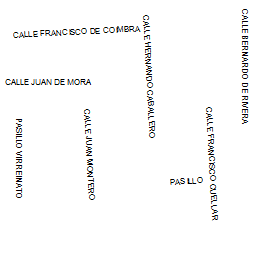 CALLE FRANCISCO DE COIMBRA
CALLE HERNANDO CABALLERO
CALLE BERNARDO DE RIVERA
CALLE JUAN DE MORA
PASILLO VIRREINATO
CALLE JUAN MONTERO
CALLE FRANCISCO CUELLAR
PASILLO